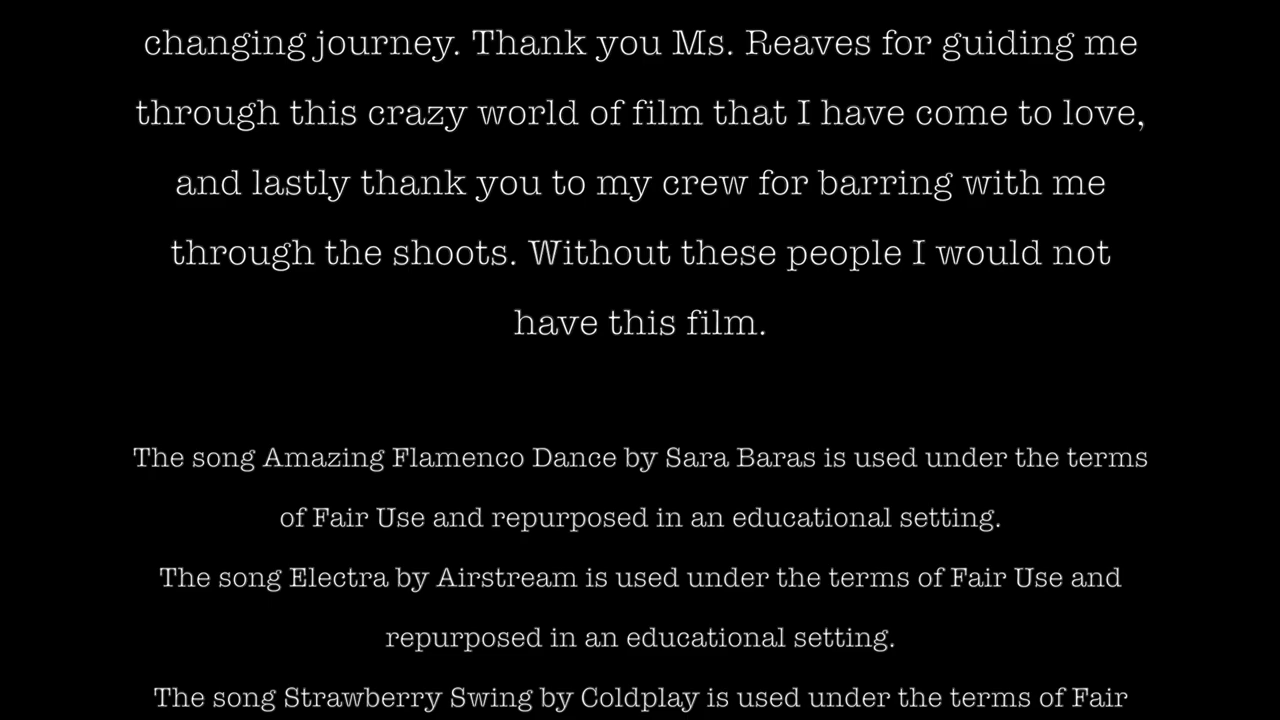 changing journey. Thank you Ms. Reaves for guiding me
through this crazy world of film that I have come to love,
and lastly thank you to my crew for barring with me
through the shoots. Without these people I would not
have this film.
The song Amazing Flamenco Dance by Sara Baras is used under the terms
of Fair Use and repurposed in an educational setting.
The song Electra by Airstream is used under the terms of Fair Use and
repurposed in an educational setting.
The song Strawberry Swing by Coldplay is used under the terms of Fair